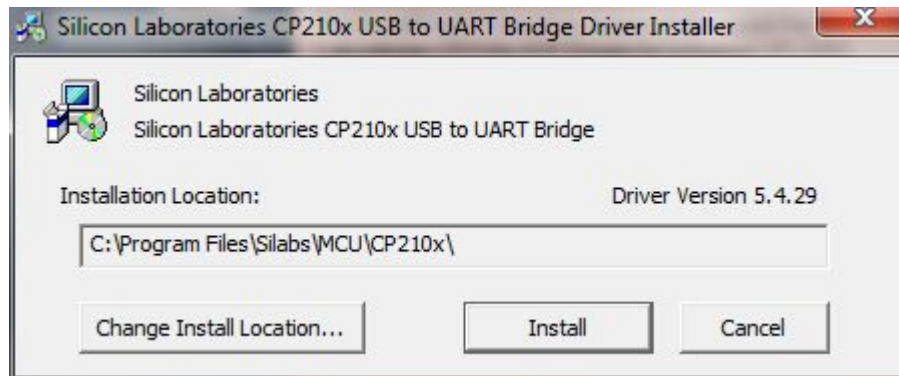 Silicon Laboratories CP210x USB to UART Bridge Driver Installer
Silicon Laboratories
Silicon Laboratories CP210x USB to UART Bridge
Installation Location: Driver Version 5.4.29
C:\Program Files\Silabs\MCU\CP210x\
Change Install Location... Install Cancel